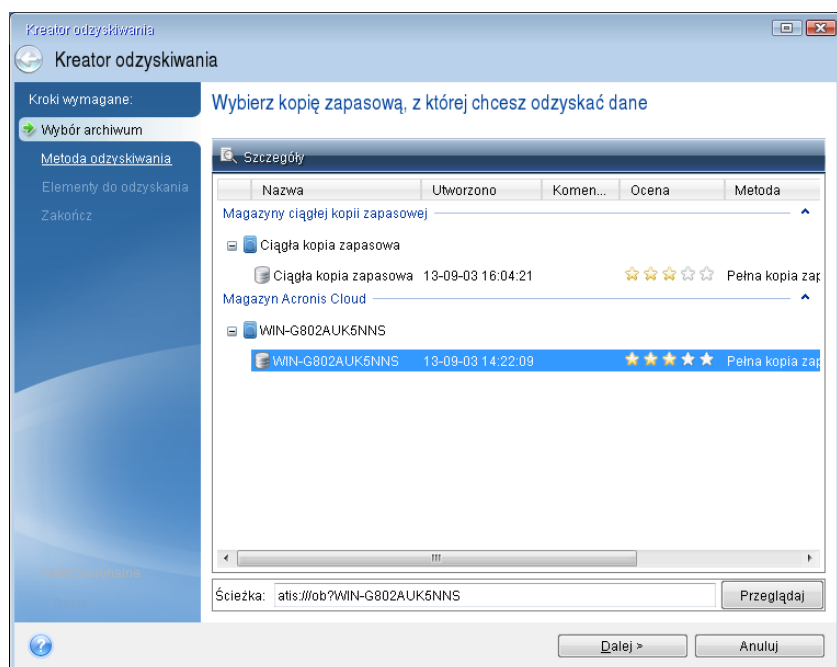 Kreator odzyskiwania
Kreator odzyskiwania
Kroki wymagane:
Wybór archiwum
Metoda odzyskiwania
Elementy do odzyskania
Zakończ
Wybierz kopię zapasową, z której chcesz odzyskać dane
Szczegóły
Nazwa Utworzono Komen... Ocena Metoda
Magazyny ciągłej kopii zapasowej
Ciągła kopia zapasowa
Ciągła kopia zapasowa 13-09-03 16:04:21 Pełna kopia zap
Magazyn Acronis Cloud
WIN-G802AUK5NNS
WIN-G802AUK5NNS 13-09-03 14:22:09 Pełna kopia zap
Ścieżka: atis:///ob?WIN-G802AUK5NNS Przeglądaj
Dalej > Anuluj